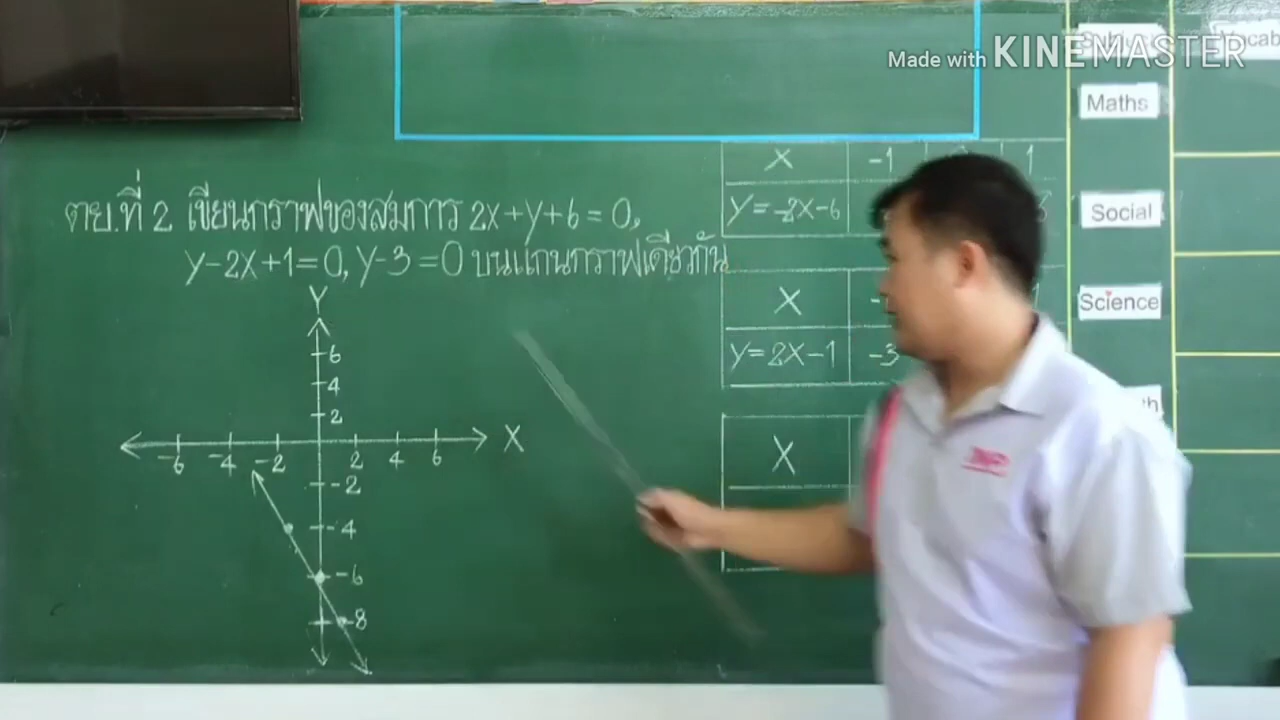 Made with KINEMASTER
Maths
Social
Science
ตย.ที่ 2 เขียนกราฟของสมการ 2x+y+6=0,
y-2x+1=0, y-3=0 บนแกนกราฟเดียวกัน
X -1 1
y=-2x-6
X
y=2x-1 -3
X
Y
6
4
2
-6 -4 -2 2 4 6 X
-2
-4
-6
-8